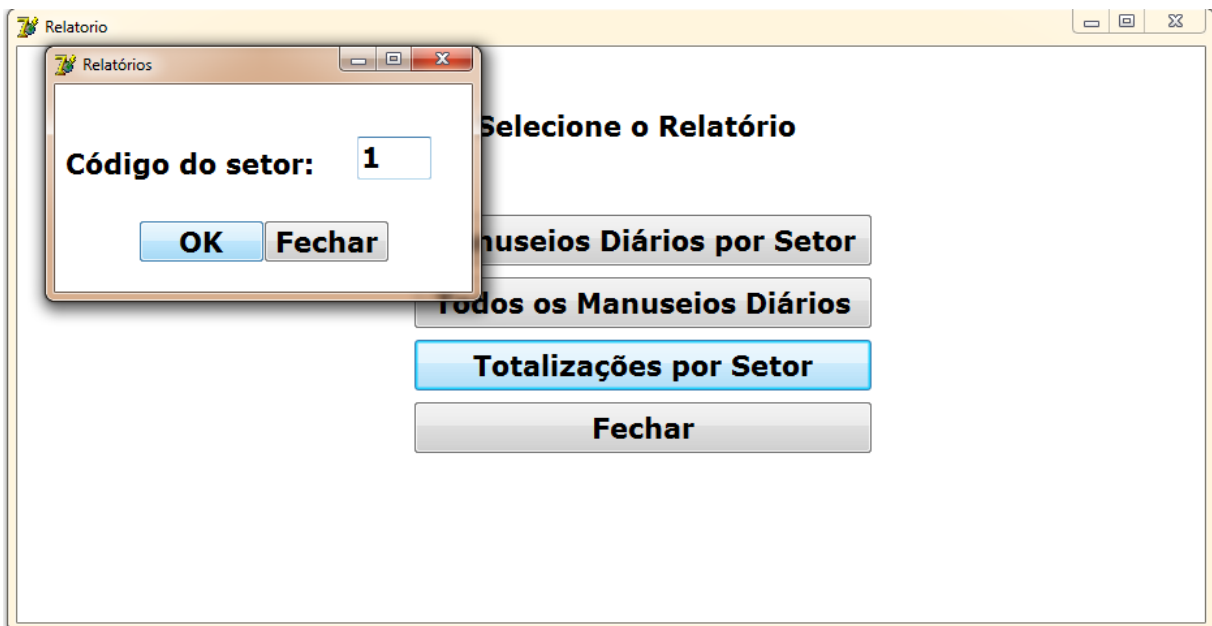 Relatorio
Relatórios
Código do setor: 1
OK Fechar
Selecione o Relatório
nuseios Diários por Setor
Todos os Manuseios Diários
Totalizações por Setor
Fechar